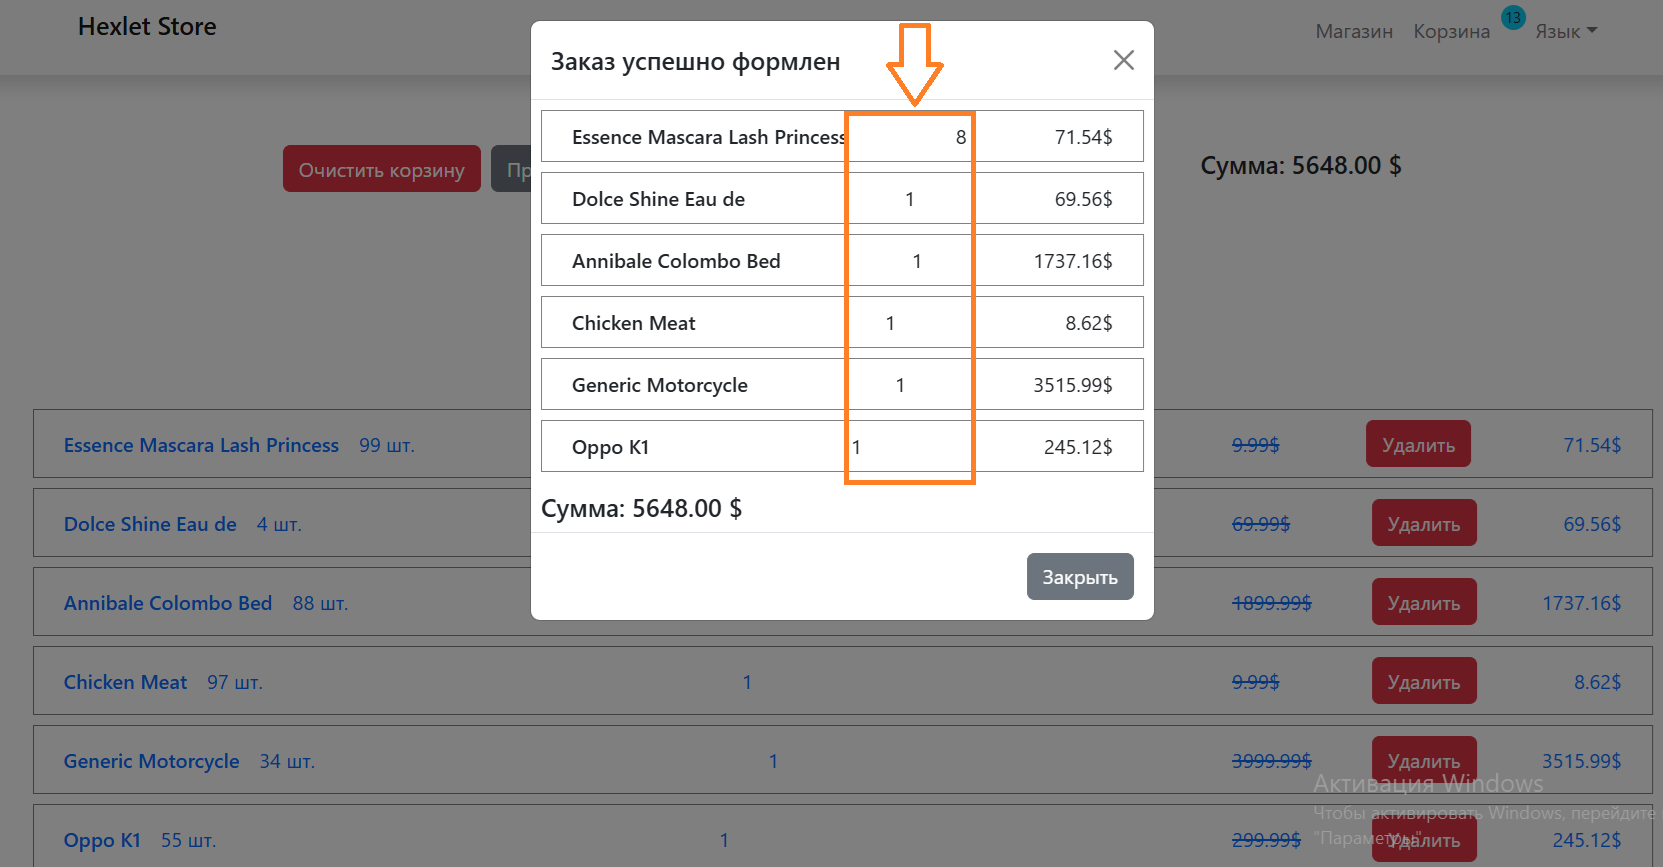 Hexlet Store
Магазин Корзина 13 Язык
Заказ успешно формлен
Очистить корзину
Пр
Сумма: 5648.00 $
Essence Mascara Lash Princess 8 71.54$
Dolce Shine Eau de 1 69.56$
Annibale Colombo Bed 1 1737.16$
Chicken Meat 1 8.62$
Generic Motorcycle 1 3515.99$
Oppo K1 1 245.12$
Сумма: 5648.00 $
Закрыть
Essence Mascara Lash Princess 99 шт. 9.99$ Удалить 71.54$
Dolce Shine Eau de 4 шт. 69.99$ Удалить 69.56$
Annibale Colombo Bed 88 шт. 1899.99$ Удалить 1737.16$
Chicken Meat 97 шт. 1 9.99$ Удалить 8.62$
Generic Motorcycle 34 шт. 1 3999.99$ Удалить 3515.99$
Oppo K1 55 шт. 1 299.99$ Удалить 245.12$
Активация Windows
Чтобы активировать Windows, перейдите
"Параметры".